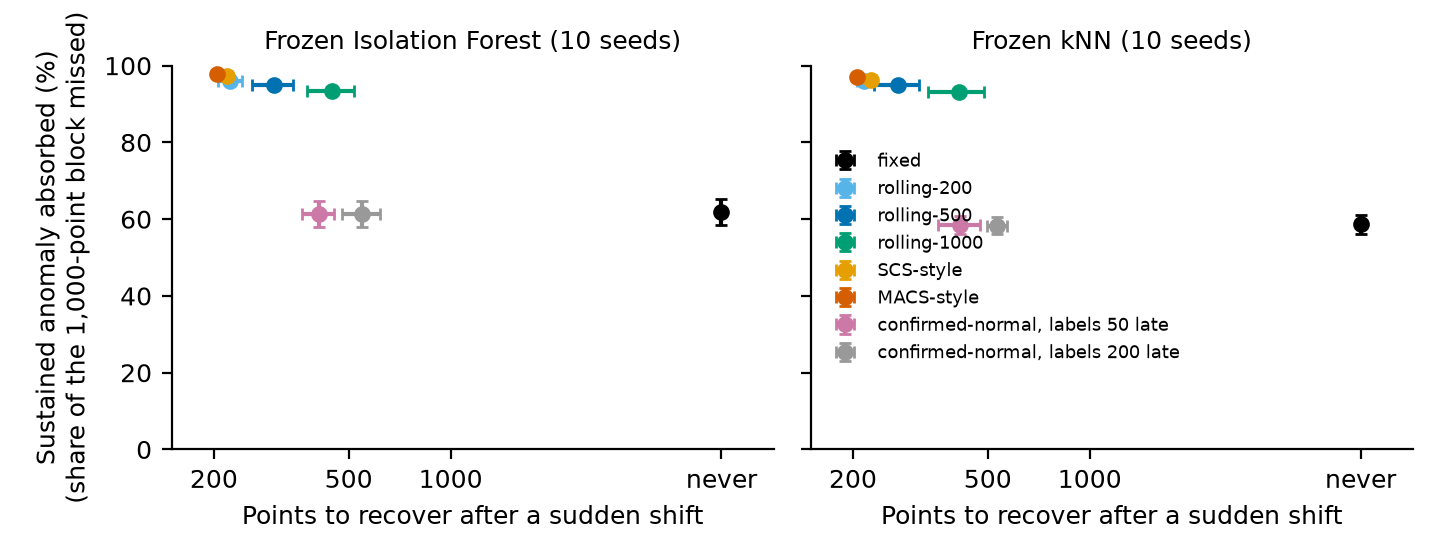 Frozen Isolation Forest (10 seeds)
Frozen kNN (10 seeds)
Sustained anomaly absorbed (%)
(share of the 1,000-point block missed)
100
80
60
40
20
0
fixed
rolling-200
rolling-500
rolling-1000
SCS-style
MACS-style
confirmed-normal, labels 50 late
confirmed-normal, labels 200 late
200
500
1000
never
200
500
1000
never
Points to recover after a sudden shift
Points to recover after a sudden shift